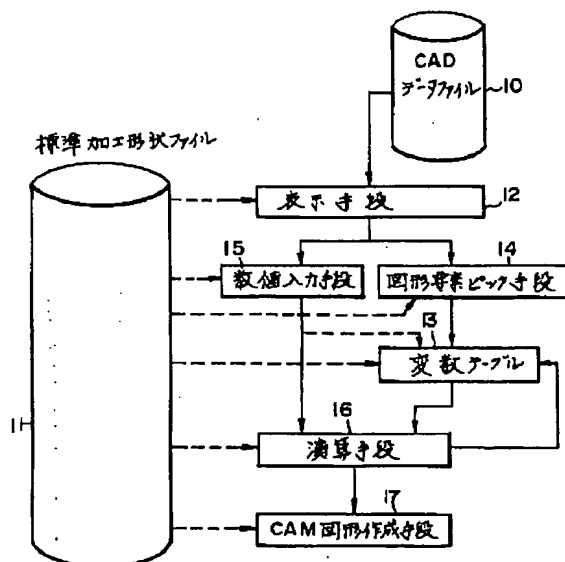 CAD
データファイル
10
標準加工形状ファイル
表示手段
12
15
数値入力手段
14
図形要素ピック手段
13
変数テーブル
11
16
演算手段
17
CAM図形作成手段